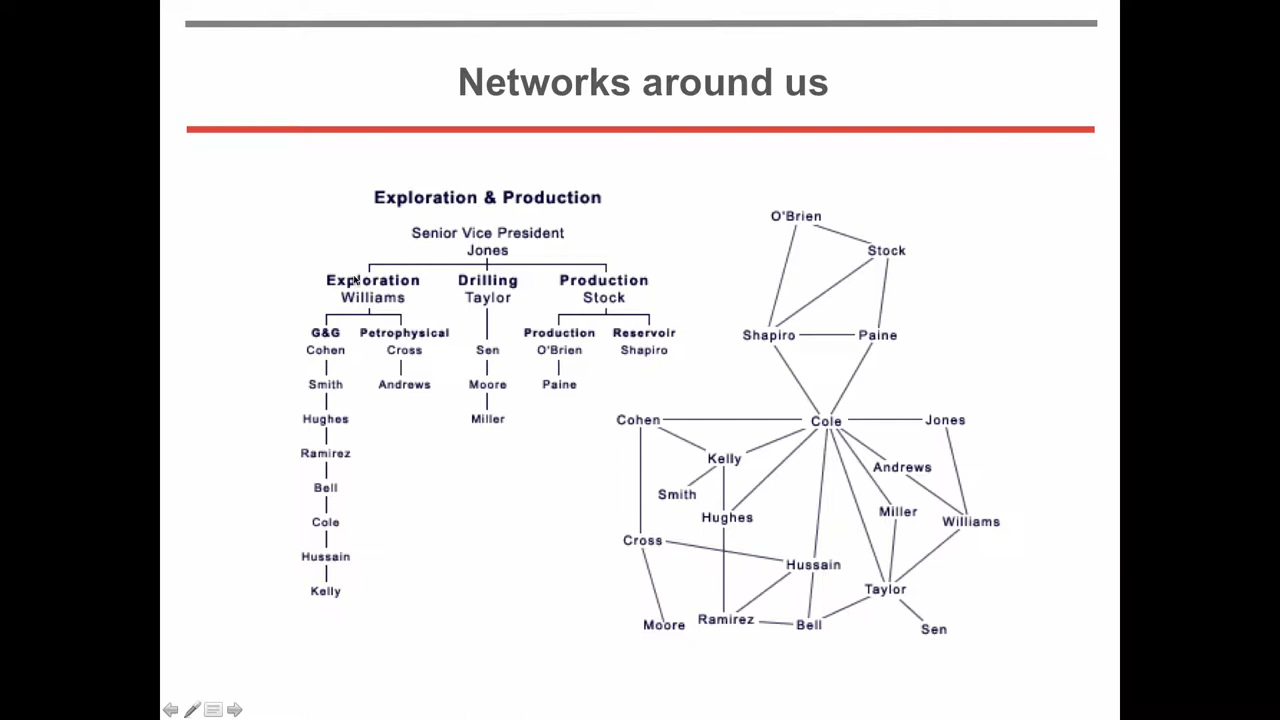 Networks around us
Exploration & Production
Senior Vice President
Jones
Exploration Drilling Production
Williams Taylor Stock
G&G Petrophysical Production Reservoir
Cohen Cross Sen O'Brien Shapiro
Smith Andrews Moore Paine
Hughes Miller
Ramirez
Bell
Cole
Hussain
Kelly
O'Brien
Stock
Shapiro Paine
Cohen Cole Jones
Kelly
Andrews
Smith
Hughes
Miller
Williams
Cross
Hussain
Taylor
Moore Ramirez Bell
Sen